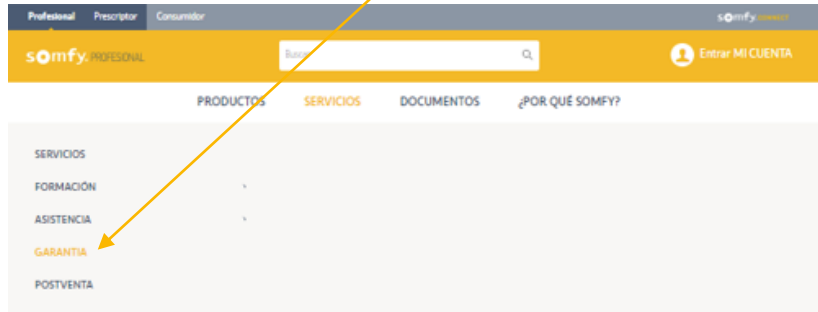 Profesional Prescriptor Consumidor somfy.
somfy. PROFESIONAL Buscar Entrar MI CUENTA
PRODUCTOS SERVICIOS DOCUMENTOS ¿POR QUÉ SOMFY?
SERVICIOS
FORMACIÓN
ASISTENCIA
GARANTIA
POSTVENTA